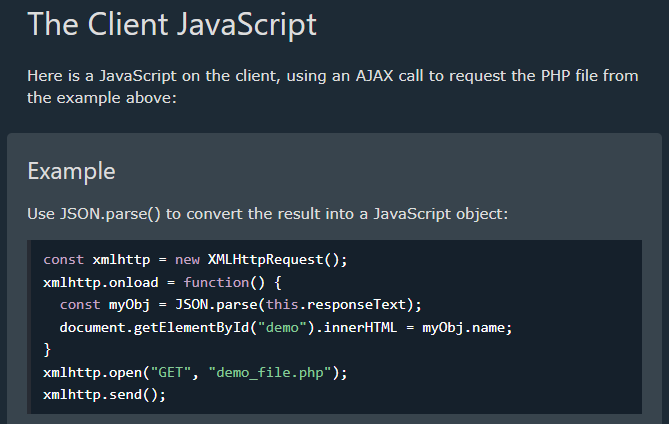 The Client JavaScript
Here is a JavaScript on the client, using an AJAX call to request the PHP file from
the example above:
Example
Use JSON.parse() to convert the result into a JavaScript object:
const xmlhttp = new XMLHttpRequest();
xmlhttp.onload = function() {
  const myObj = JSON.parse(this.responseText);
  document.getElementById("demo").innerHTML = myObj.name;
}
xmlhttp.open("GET", "demo_file.php");
xmlhttp.send();